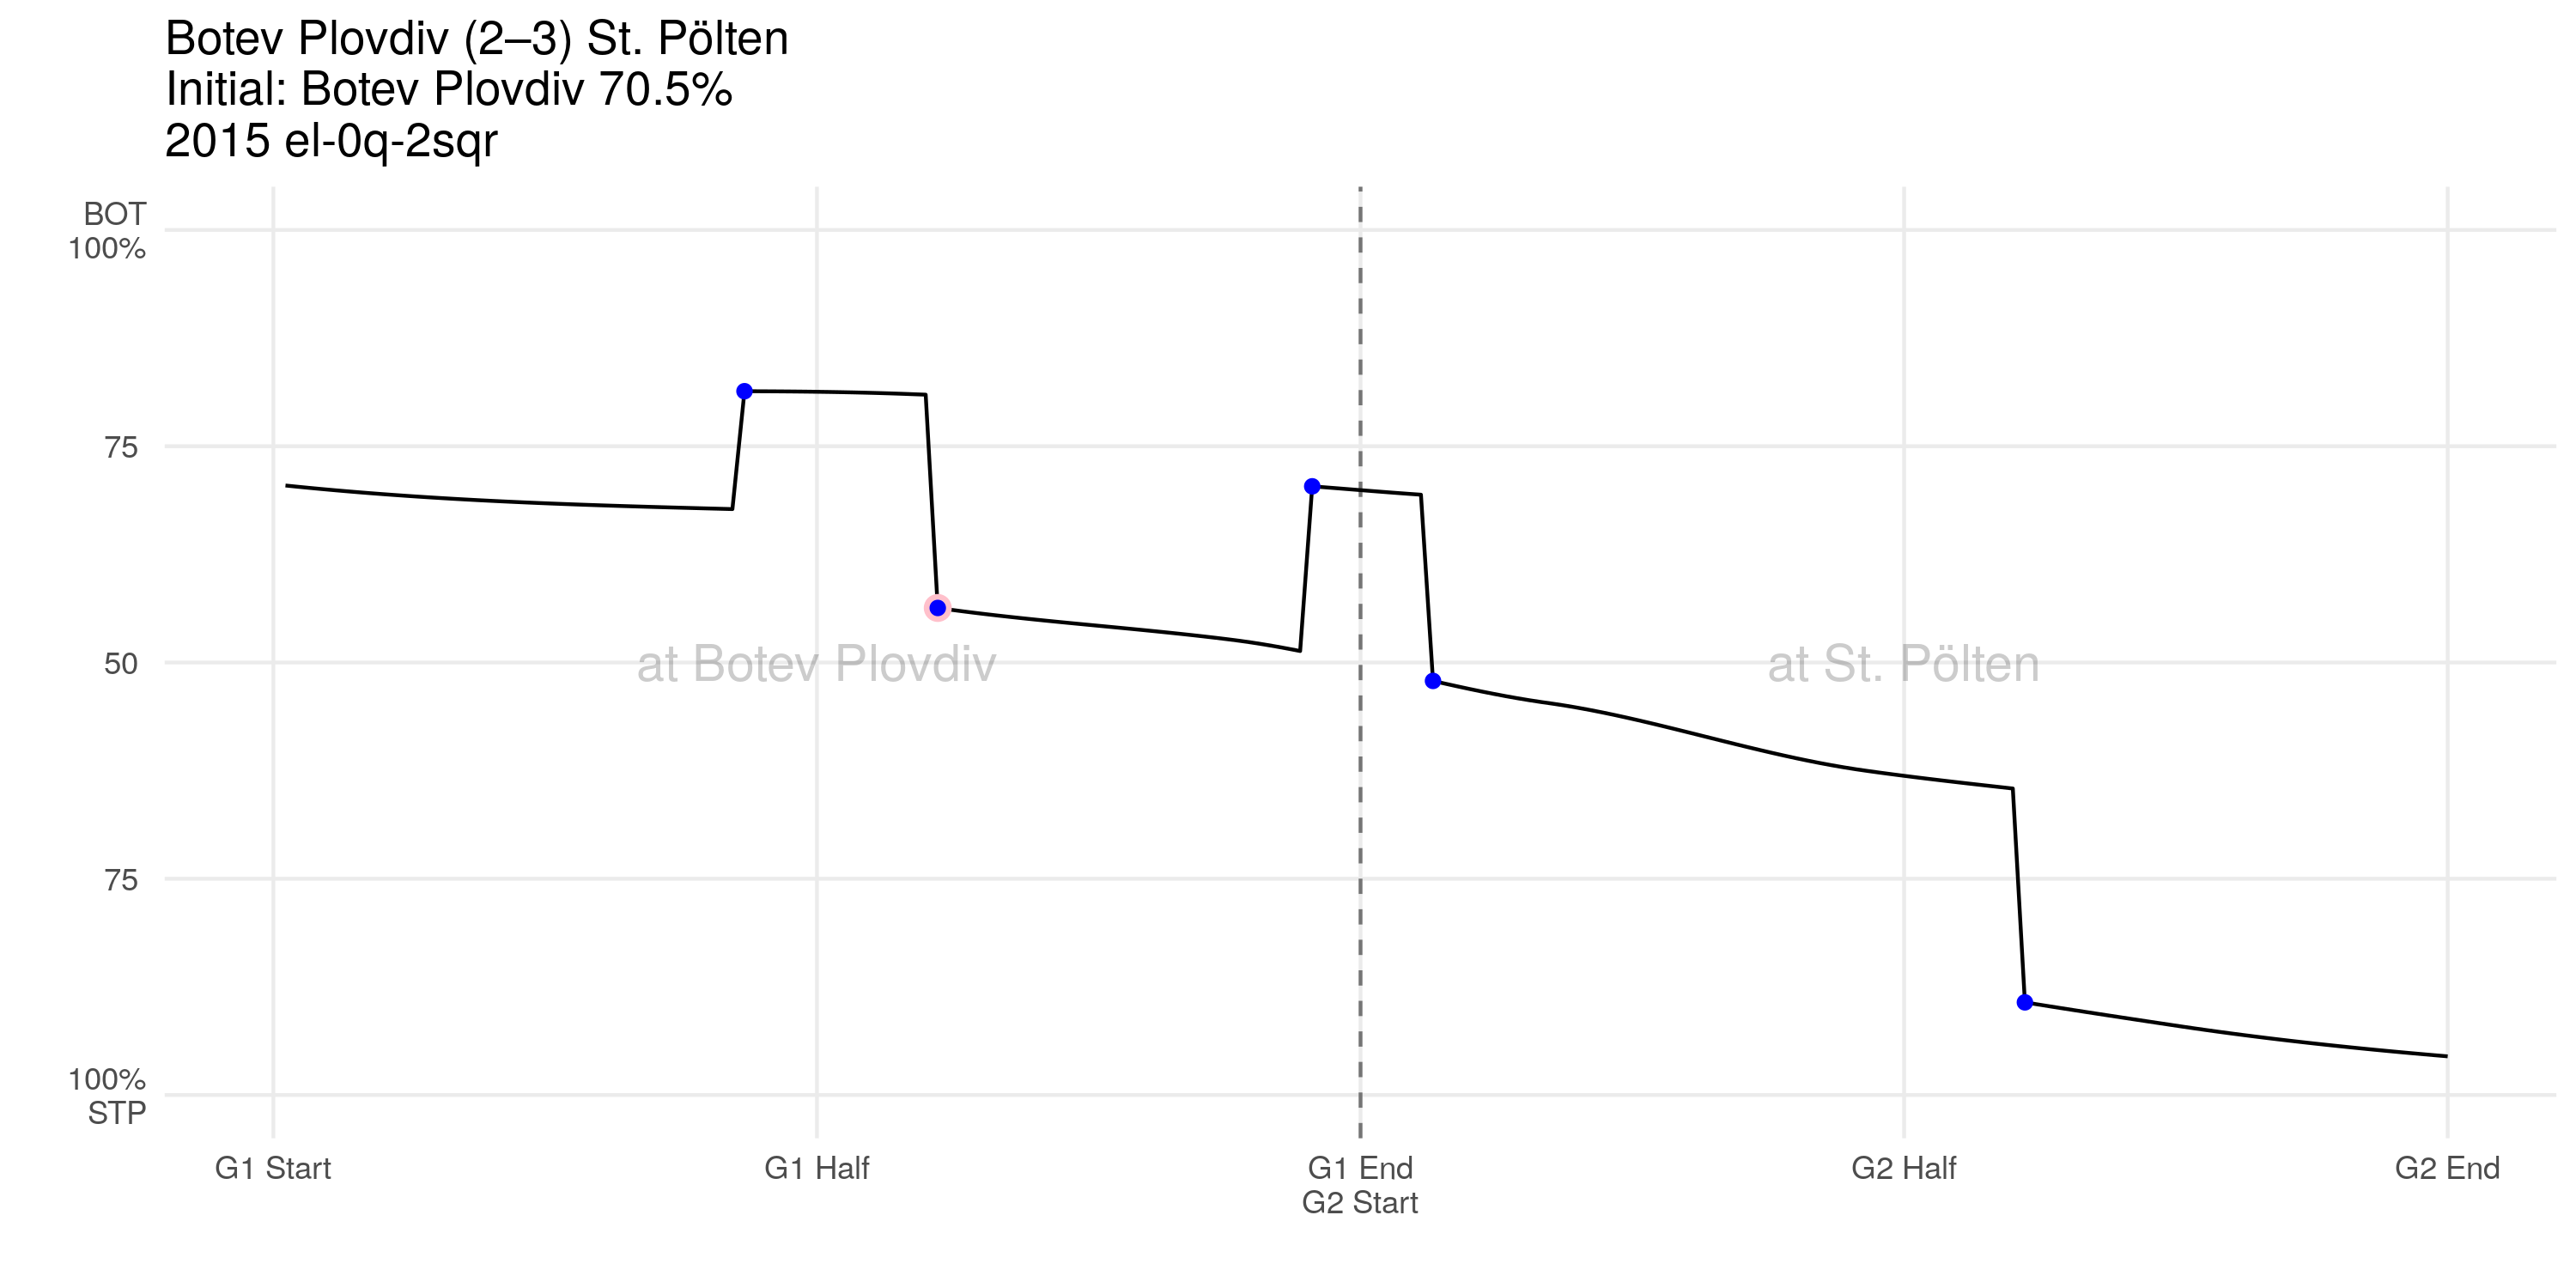 Botev Plovdiv (2–3) St. Pölten
Initial: Botev Plovdiv 70.5%
2015 el-0q-2sqr
BOT
100%
75
50
75
100%
STP
at Botev Plovdiv
at St. Pölten
G1 Start
G1 Half
G1 End
G2 Start
G2 Half
G2 End